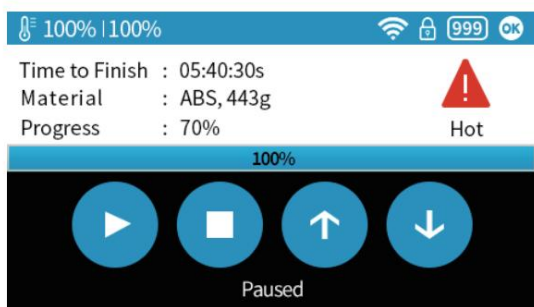 100% | 100% 999 OK
Time to Finish : 05:40:30s
Material : ABS, 443g
Progress : 70%
Hot
100%
Paused